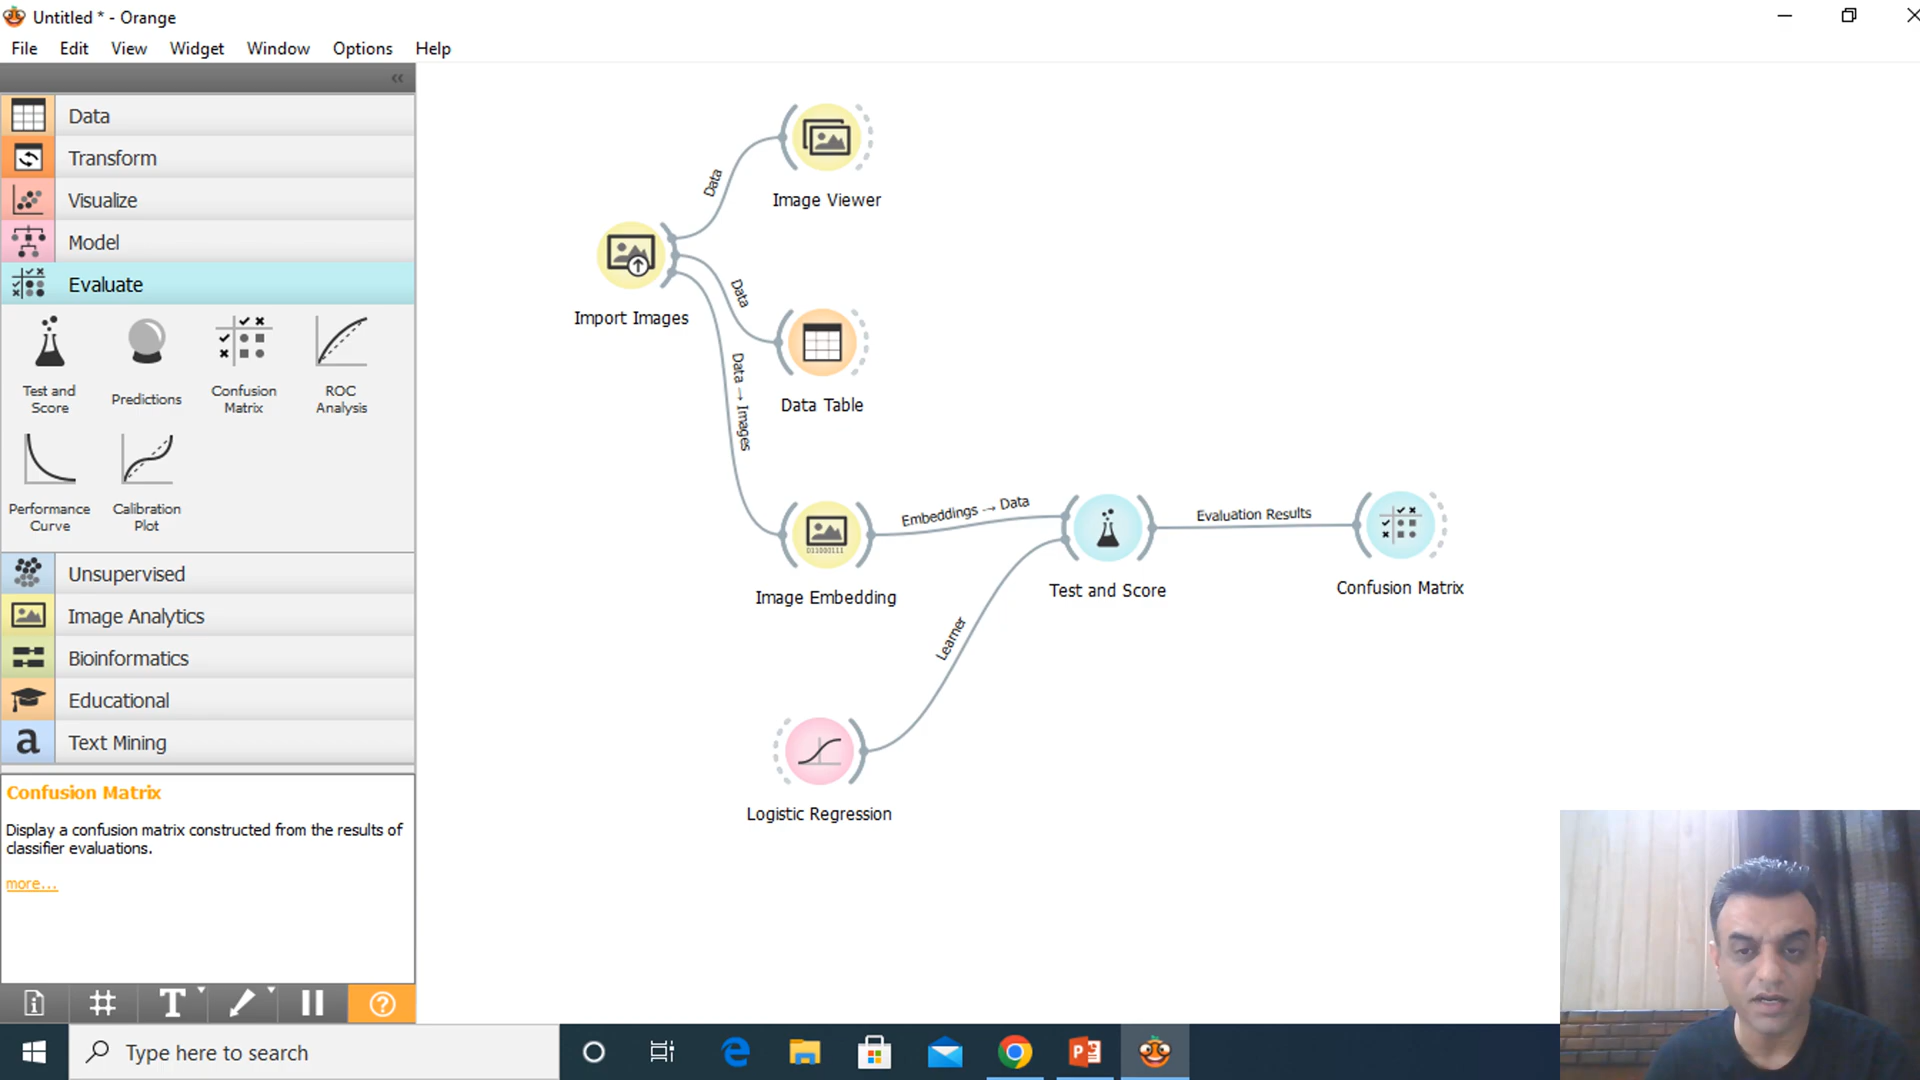 Untitled * - Orange
File Edit View Widget Window Options Help
Data
Transform
Visualize
Model
Evaluate
Test and Score
Predictions
Confusion Matrix
ROC Analysis
Performance Curve
Calibration Plot
Unsupervised
Image Analytics
Bioinformatics
Educational
a Text Mining
Confusion Matrix
Display a confusion matrix constructed from the results of
classifier evaluations.
more...
T
Type here to search
Data
Image Viewer
Import Images
Data
Data Table
Data → Images
011000111
Image Embedding
Embeddings → Data
Test and Score
Evaluation Results
Confusion Matrix
Learner
Logistic Regression